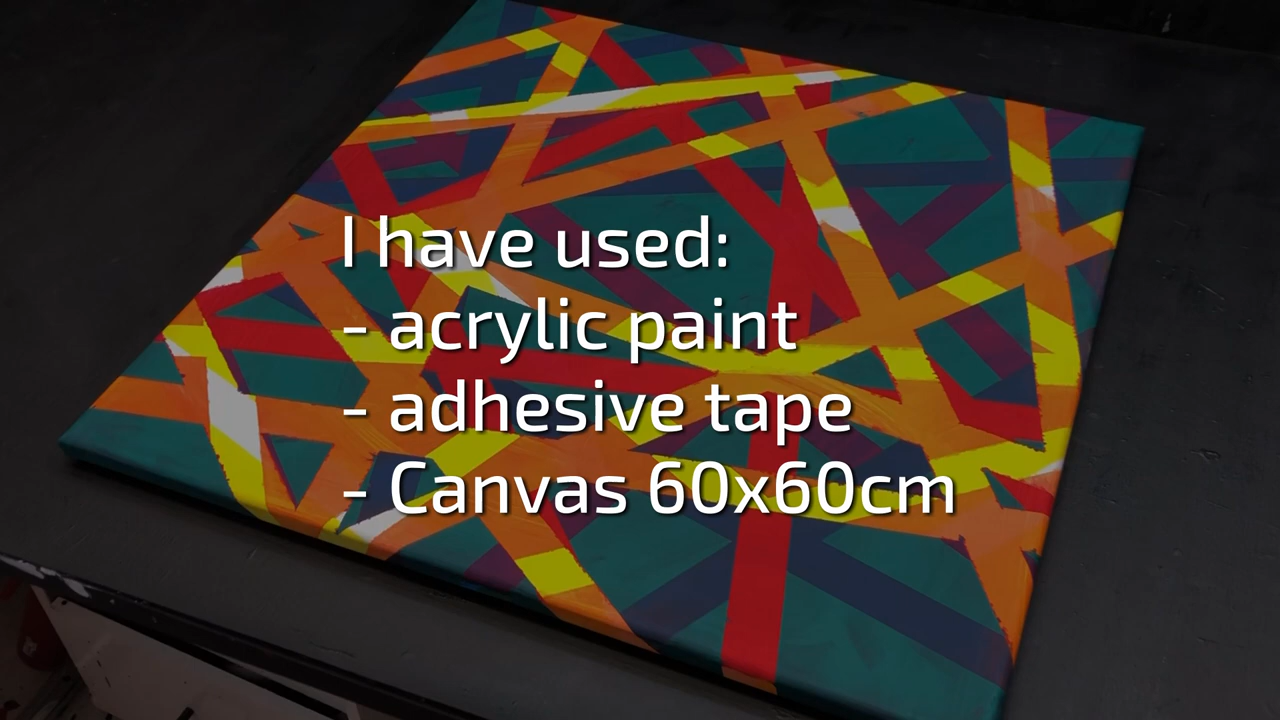 I have used:
- acrylic paint
- adhesive tape
- Canvas 60x60cm